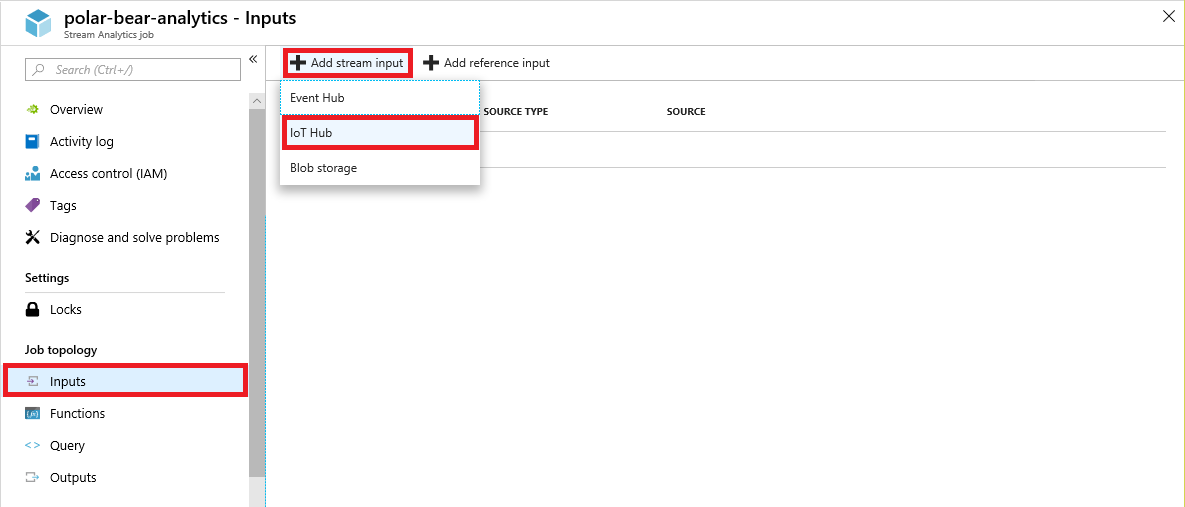 polar-bear-analytics - Inputs
Stream Analytics job
Search (Ctrl+/)
Overview
Activity log
Access control (IAM)
Tags
Diagnose and solve problems
Settings
Locks
Job topology
Inputs
Functions
Query
Outputs
Add stream input
Add reference input
Event Hub
IoT Hub
Blob storage
SOURCE TYPE
SOURCE